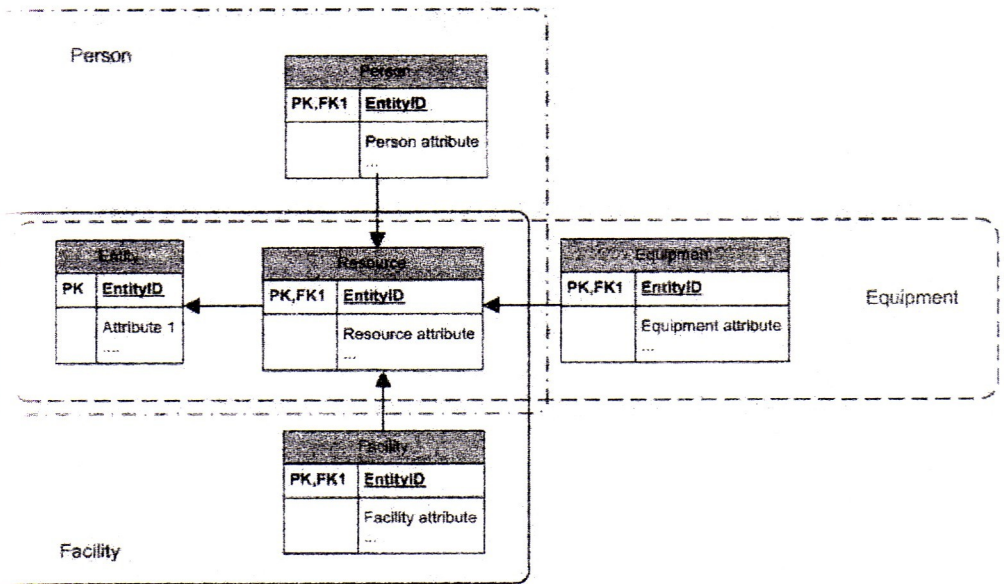 Person
Person
PK,FK1 EntityID
Person attribute
...
Entity
PK EntityID
Attribute 1
....
Resource
PK,FK1 EntityID
Resource attribute
...
Equipment
PK,FK1 EntityID
Equipment attribute
...
Equipment
Facility
PK,FK1 EntityID
Facility attribute
...
Facility